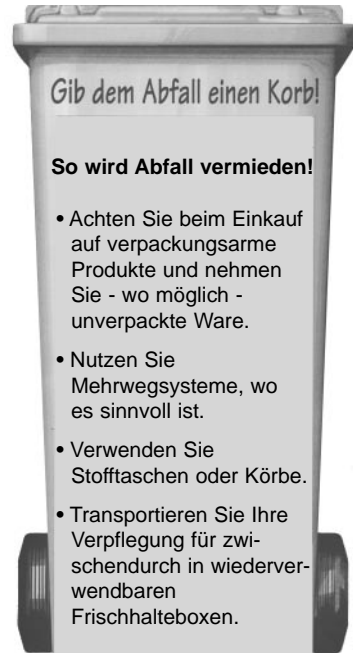 Gib dem Abfall einen Korb!
So wird Abfall vermieden!
• Achten Sie beim Einkauf
auf verpackungsarme
Produkte und nehmen
Sie - wo möglich -
unverpackte Ware.
• Nutzen Sie
Mehrwegsysteme, wo
es sinnvoll ist.
• Verwenden Sie
Stofftaschen oder Körbe.
• Transportieren Sie Ihre
Verpflegung für zwi-
schendurch in wiederver-
wendbaren
Frischhalteboxen.